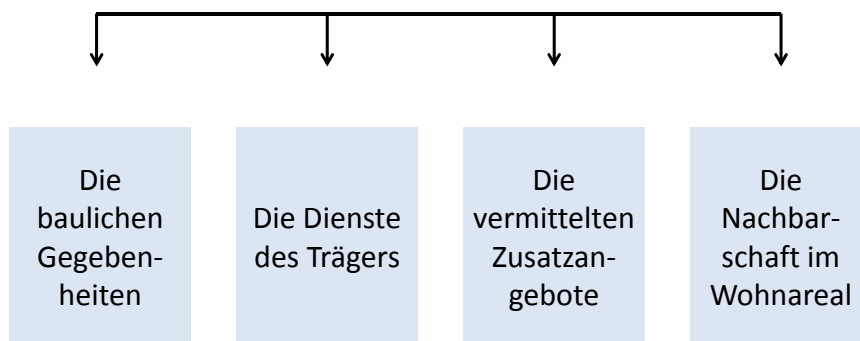 Die
baulichen
Gegeben-
heiten
Die Dienste
des Trägers
Die
vermittelten
Zusatzan-
gebote
Die
Nachbar-
schaft im
Wohnareal